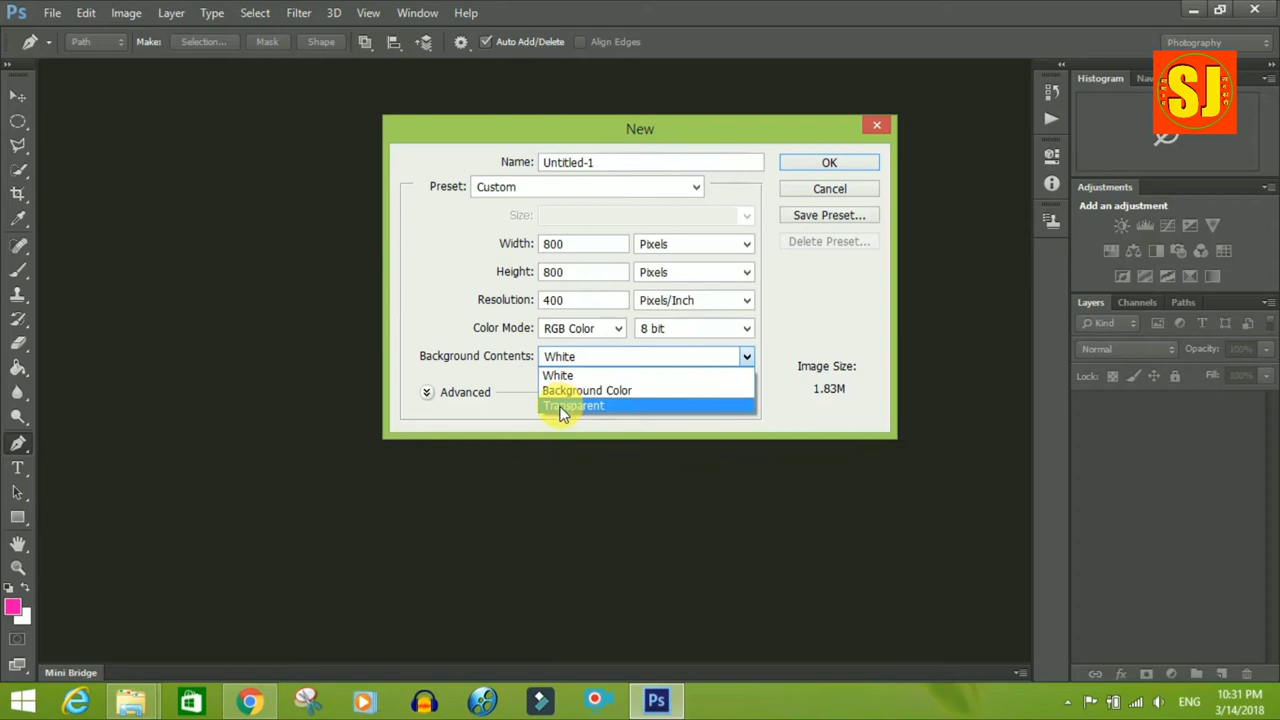 Ps File Edit Image Layer Type Select Filter 3D View Window Help
Path Make: Selection... Mask Shape Auto Add/Delete Align Edges Photography
SJ
Histogram
New
Name: Untitled-1 OK
Preset: Custom Cancel
Size: Save Preset...
Width: 800 Pixels Delete Preset...
Height: 800 Pixels
Resolution: 400 Pixels/Inch
Color Mode: RGB Color 8 bit
Background Contents: White
White
Background Color
Transparent
Advanced
Image Size:
1.83M
Adjustments
Add an adjustment
Layers Channels Paths
Kind
Normal Opacity: 100%
Lock: Fill: 100%
T
Mini Bridge
Ps ENG 10:31 PM
3/14/2018